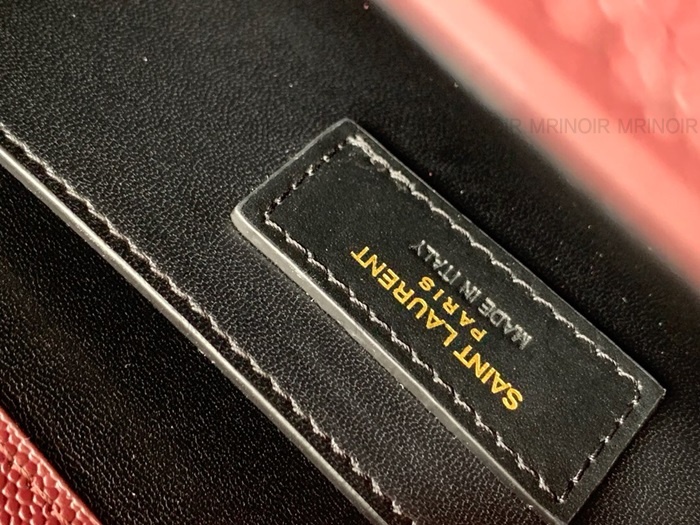 SAINT LAURENT
PARIS
MADE IN ITALY
MRINOIR MRINOIR